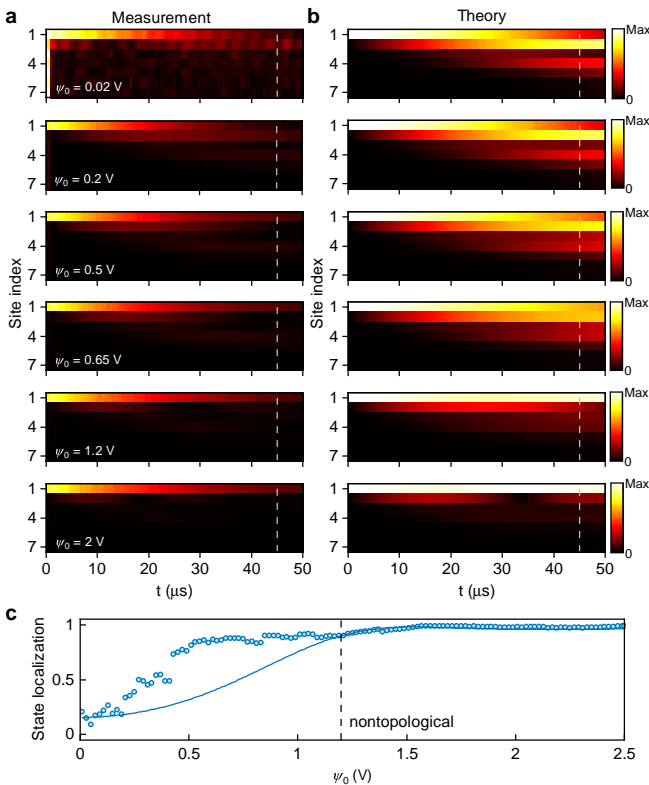 a Measurement b Theory
1 4 7 ψ0 = 0.02 V Max 0
1 4 7 ψ0 = 0.2 V Max 0
1 4 7 ψ0 = 0.5 V Max 0
Site index Site index
1 4 7 ψ0 = 0.65 V Max 0
1 4 7 ψ0 = 1.2 V Max 0
1 4 7 ψ0 = 2 V Max 0
0 10 20 30 40 50 0 10 20 30 40 50
t (μs) t (μs)
c
State localization
1
0.5
0
nontopological
0 0.5 1 1.5 2 2.5
ψ0 (V)